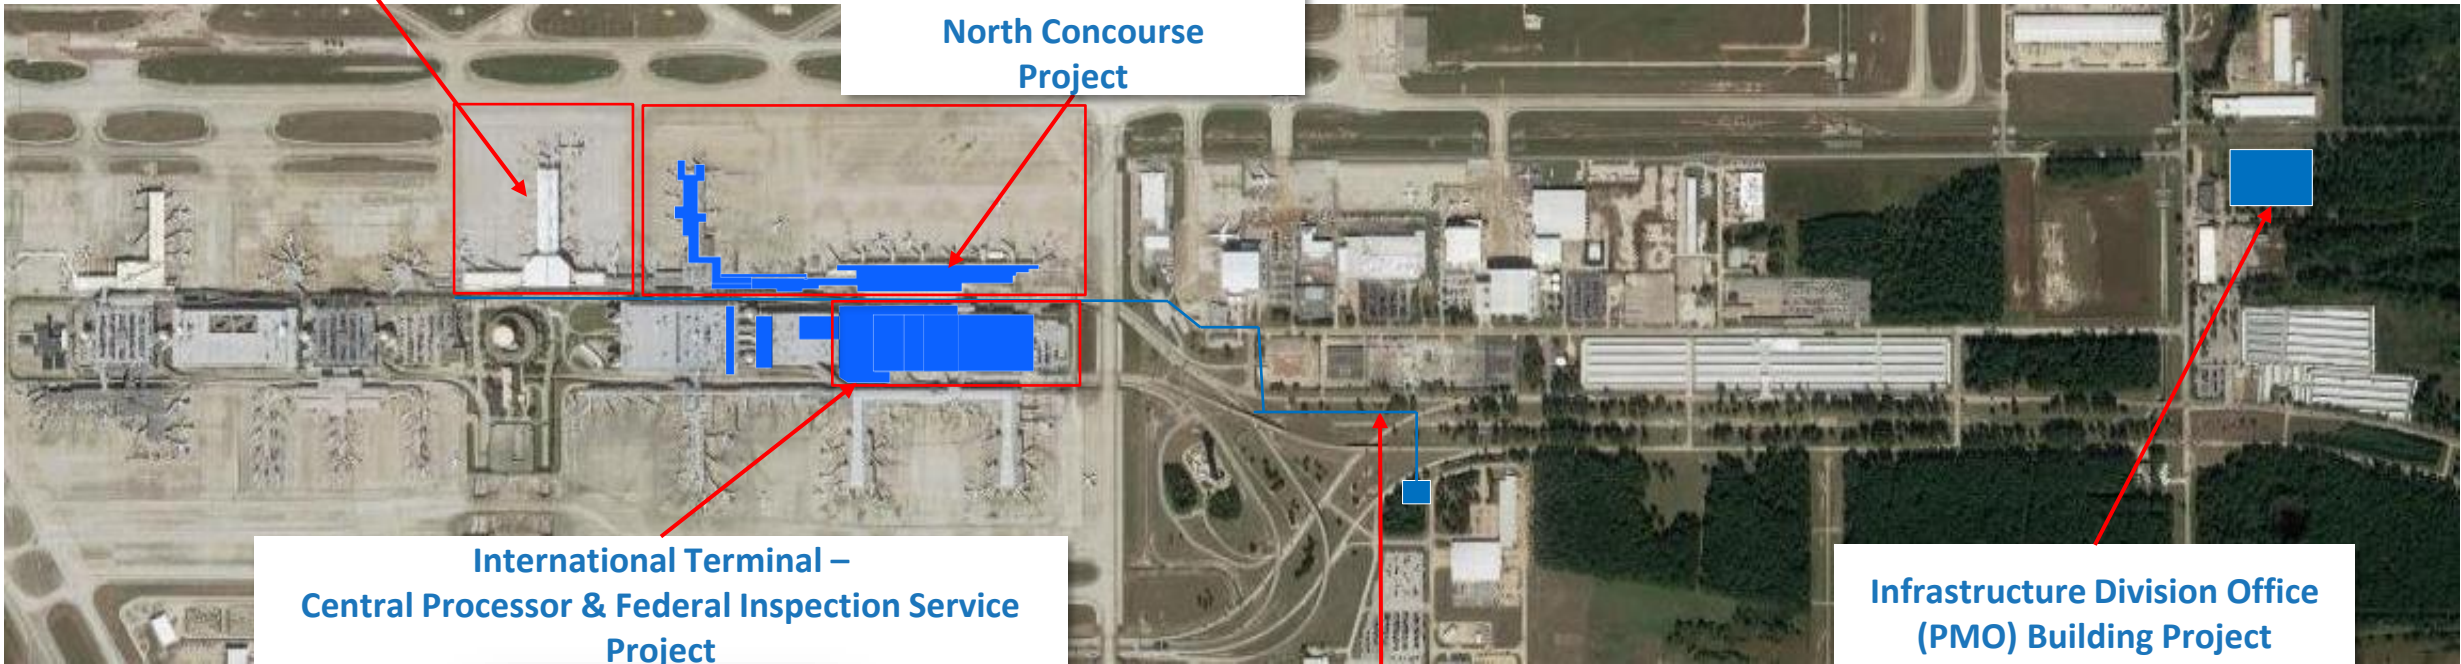 North Concourse
Project
International Terminal –
Central Processor & Federal Inspection Service
Project
Infrastructure Division Office
(PMO) Building Project